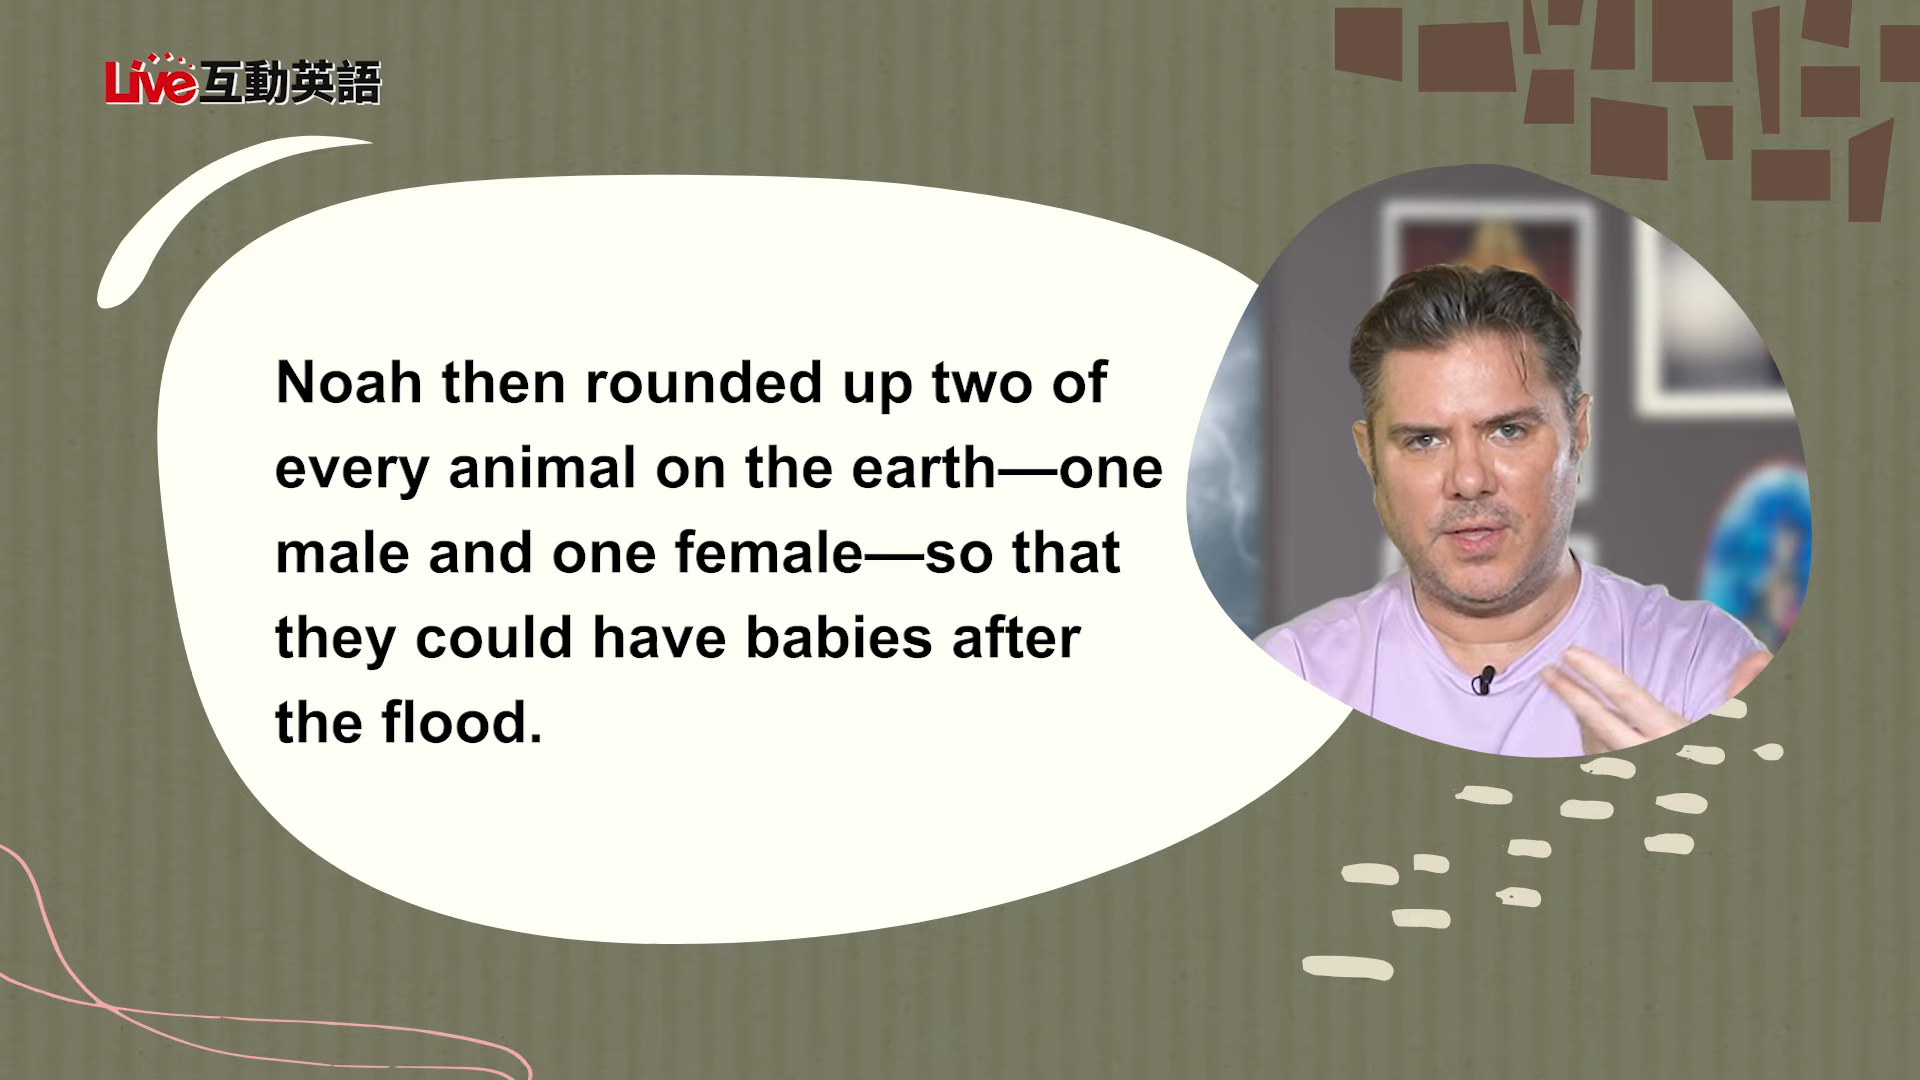 Live互動英語
Noah then rounded up two of
every animal on the earth—one
male and one female—so that
they could have babies after
the flood.